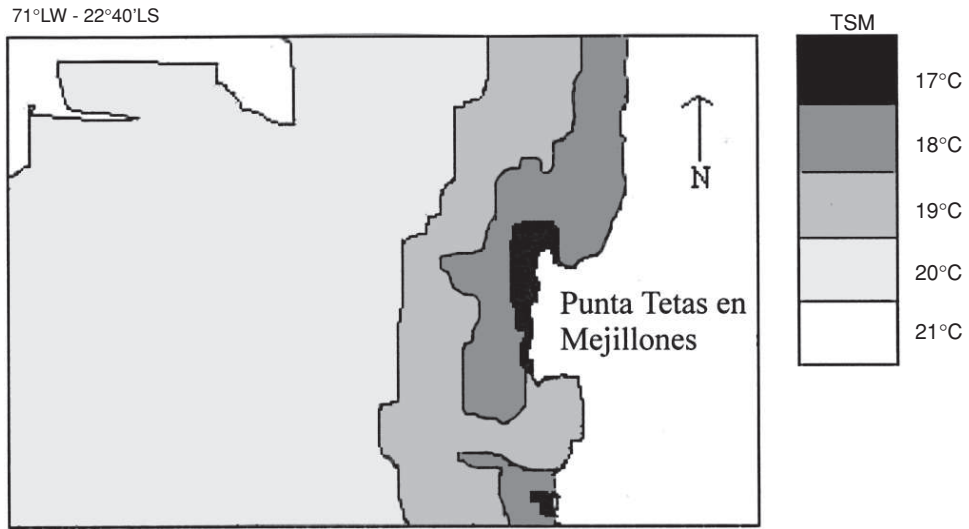 71°LW - 22°40'LS
TSM
17°C
18°C
N
19°C
20°C
Punta Tetas en
Mejillones
21°C